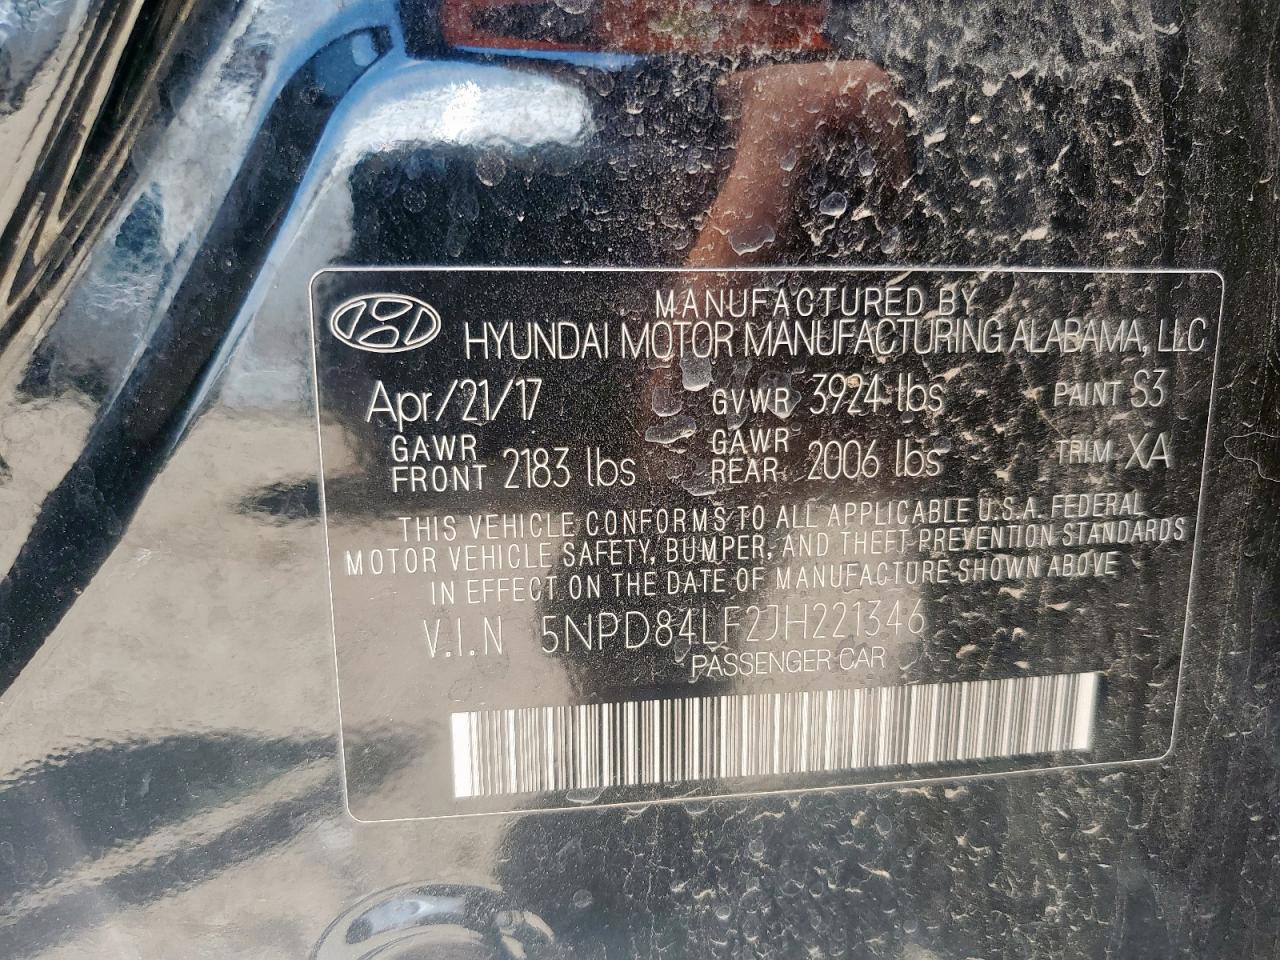 MANUFACTURED BY
HYUNDAI MOTOR MANUFACTURING ALABAMA, LLC
Apr/21/17 GVWR 3924 lbs PAINT S3
GAWR FRONT 2183 lbs GAWR REAR 2006 lbs TRIM XA
THIS VEHICLE CONFORMS TO ALL APPLICABLE U.S.A. FEDERAL
MOTOR VEHICLE SAFETY, BUMPER, AND THEFT PREVENTION STANDARDS
IN EFFECT ON THE DATE OF MANUFACTURE SHOWN ABOVE
V.I.N 5NPD84LF2JH221346
PASSENGER CAR